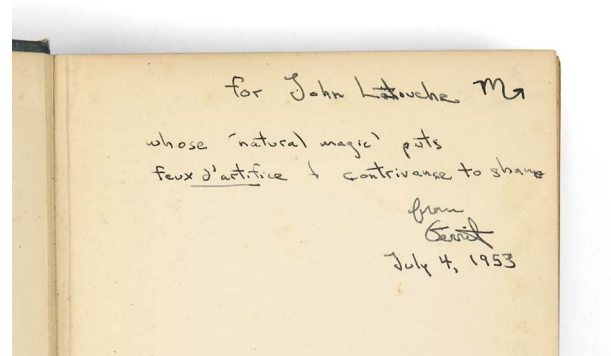 for John Latouche ♏
whose 'natural magic' puts
feux d'artifice & contrivance to shame
from
Gerrit
July 4, 1953